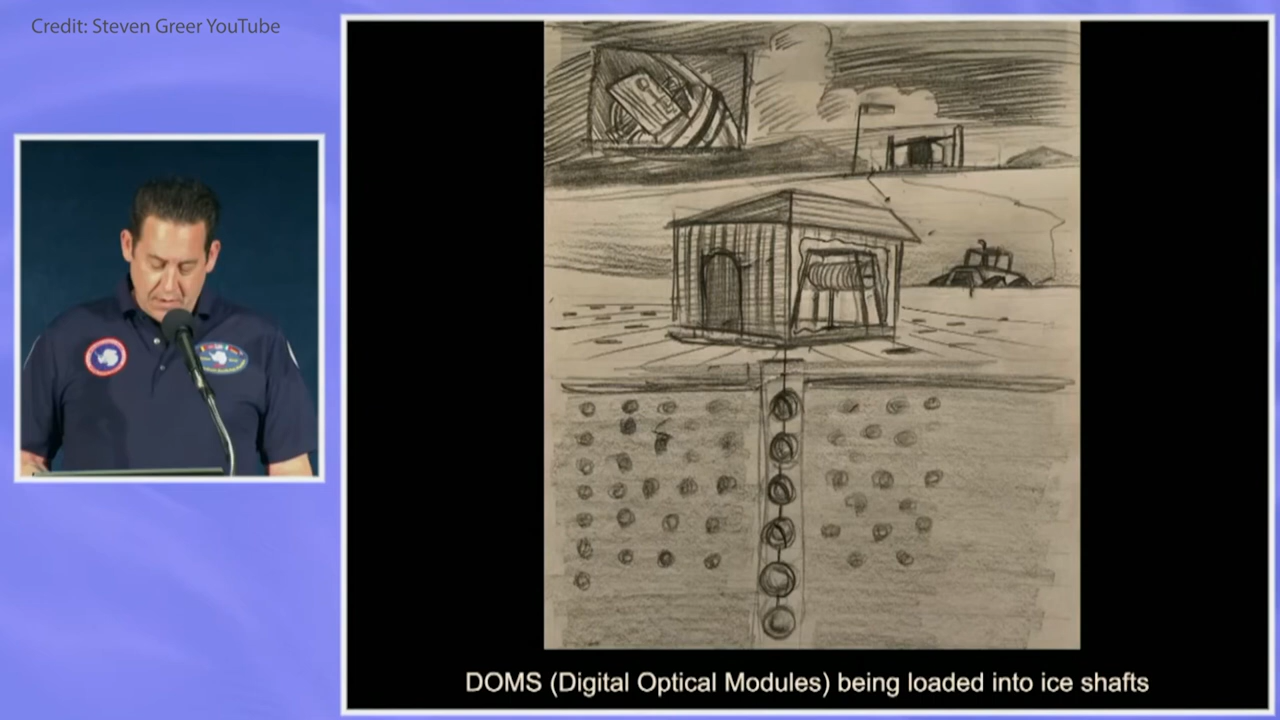 Credit: Steven Greer YouTube
DOMS (Digital Optical Modules) being loaded into ice shafts